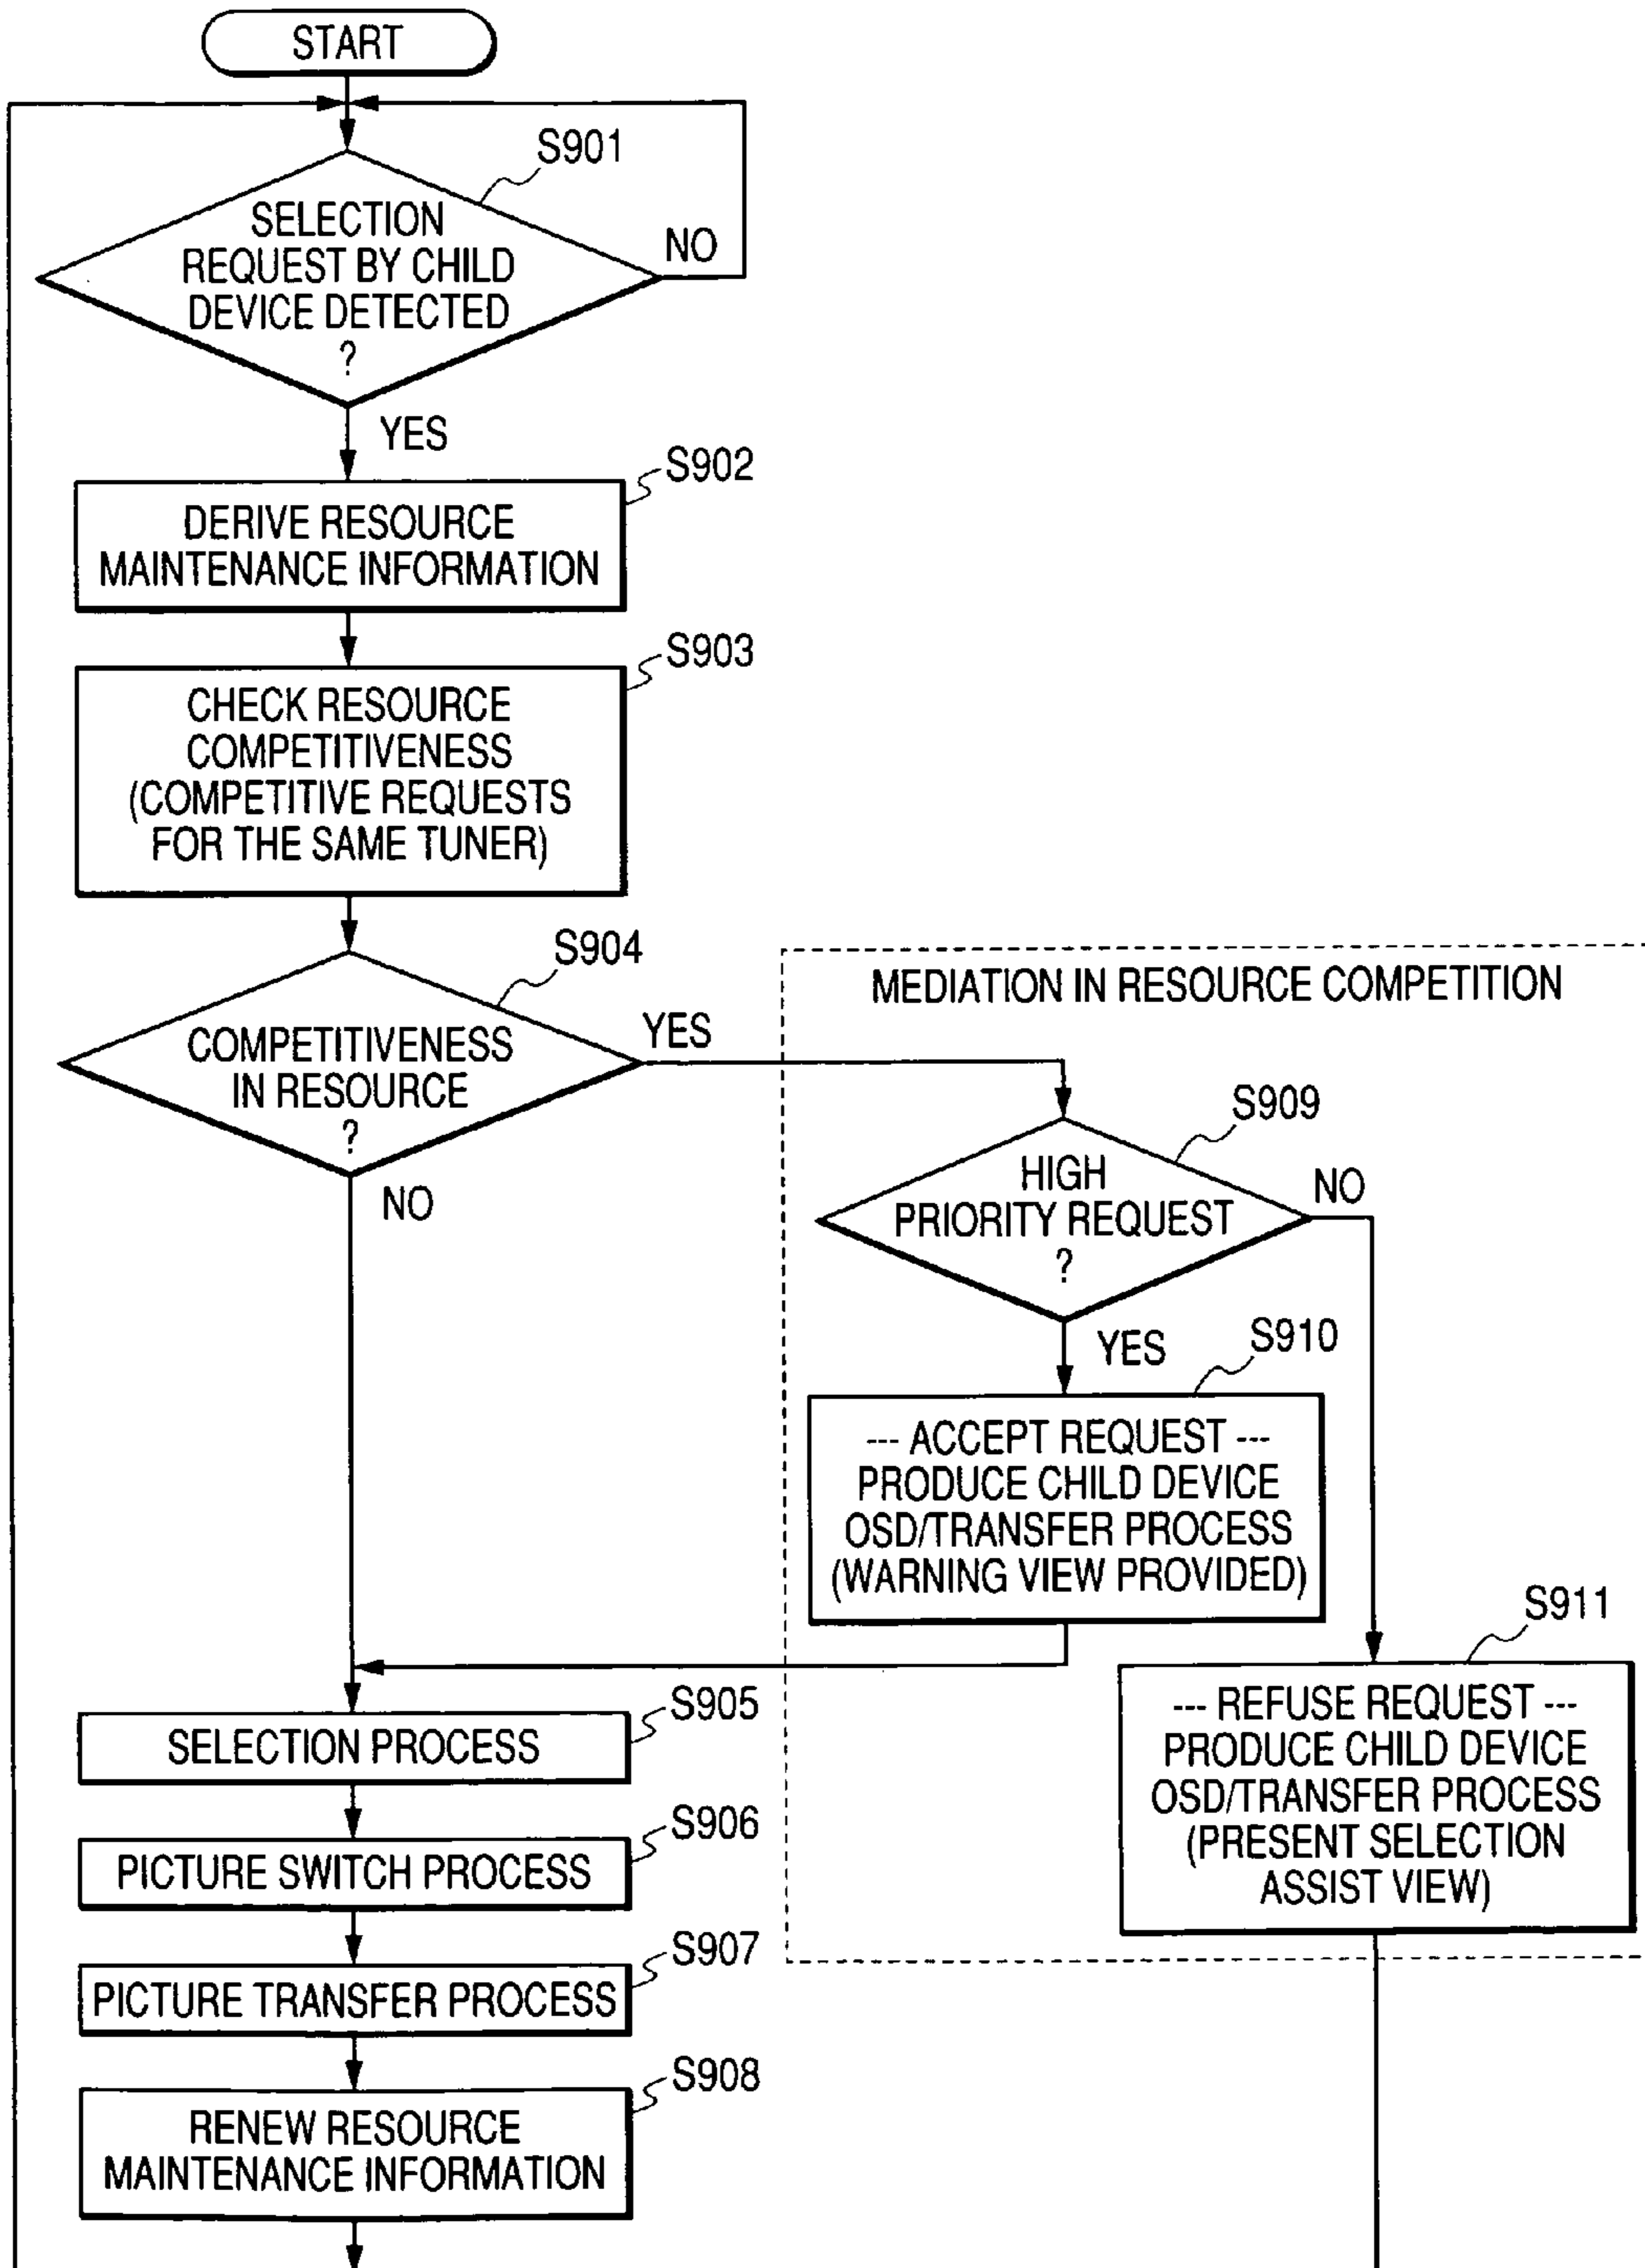 START
S901
SELECTION
REQUEST BY CHILD
DEVICE DETECTED
?
NO
YES
S902
DERIVE RESOURCE
MAINTENANCE INFORMATION
S903
CHECK RESOURCE
COMPETITIVENESS
(COMPETITIVE REQUESTS
FOR THE SAME TUNER)
S904
COMPETITIVENESS
IN RESOURCE
?
YES
NO
MEDIATION IN RESOURCE COMPETITION
S909
HIGH
PRIORITY REQUEST
?
NO
YES
S910
--- ACCEPT REQUEST ---
PRODUCE CHILD DEVICE
OSD/TRANSFER PROCESS
(WARNING VIEW PROVIDED)
S911
--- REFUSE REQUEST ---
PRODUCE CHILD DEVICE
OSD/TRANSFER PROCESS
(PRESENT SELECTION
ASSIST VIEW)
S905
SELECTION PROCESS
S906
PICTURE SWITCH PROCESS
S907
PICTURE TRANSFER PROCESS
S908
RENEW RESOURCE
MAINTENANCE INFORMATION